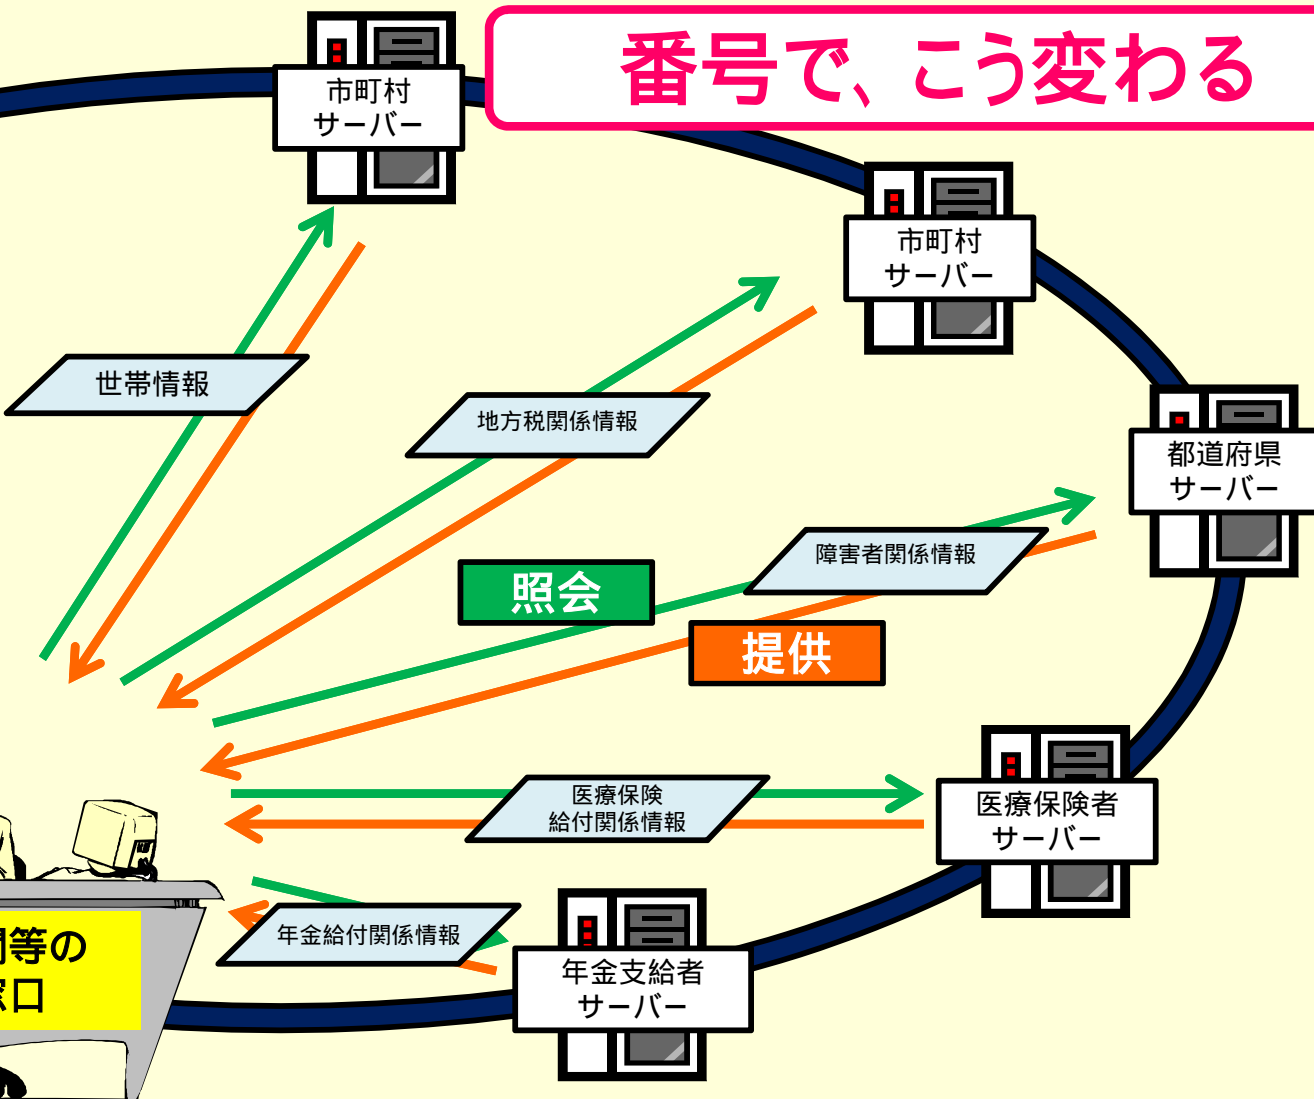 番号で、こう変わる
市町村
サーバー
市町村
サーバー
世帯情報
地方税関係情報
都道府県
サーバー
障害者関係情報
照会
提供
医療保険
給付関係情報
医療保険者
サーバー
年金給付関係情報
等の
窓口
年金支給者
サーバー